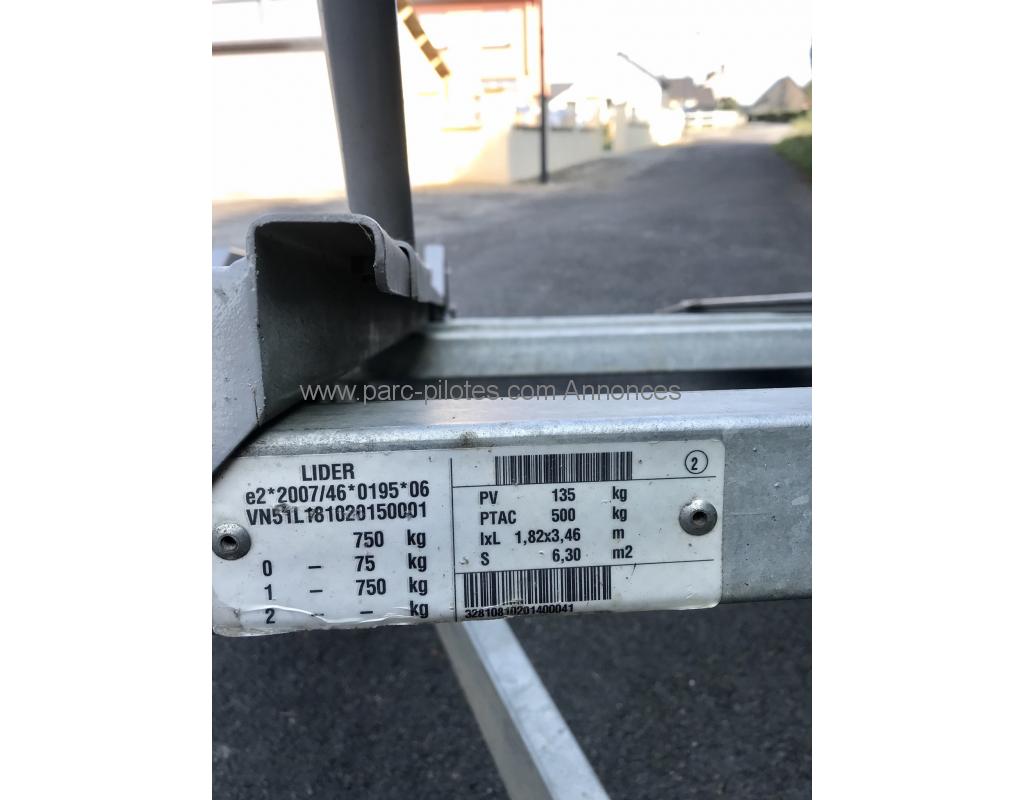 www.parc-pilotes.com Annonces
LIDER
e2*2007/46*0195*06
VN51L181020150001
750 kg
0 – 75 kg
1 – 750 kg
2 – – kg
2
PV 135 kg
PTAC 500 kg
lxL 1,82x3,46 m
S 6,30 m2
32810810201400041